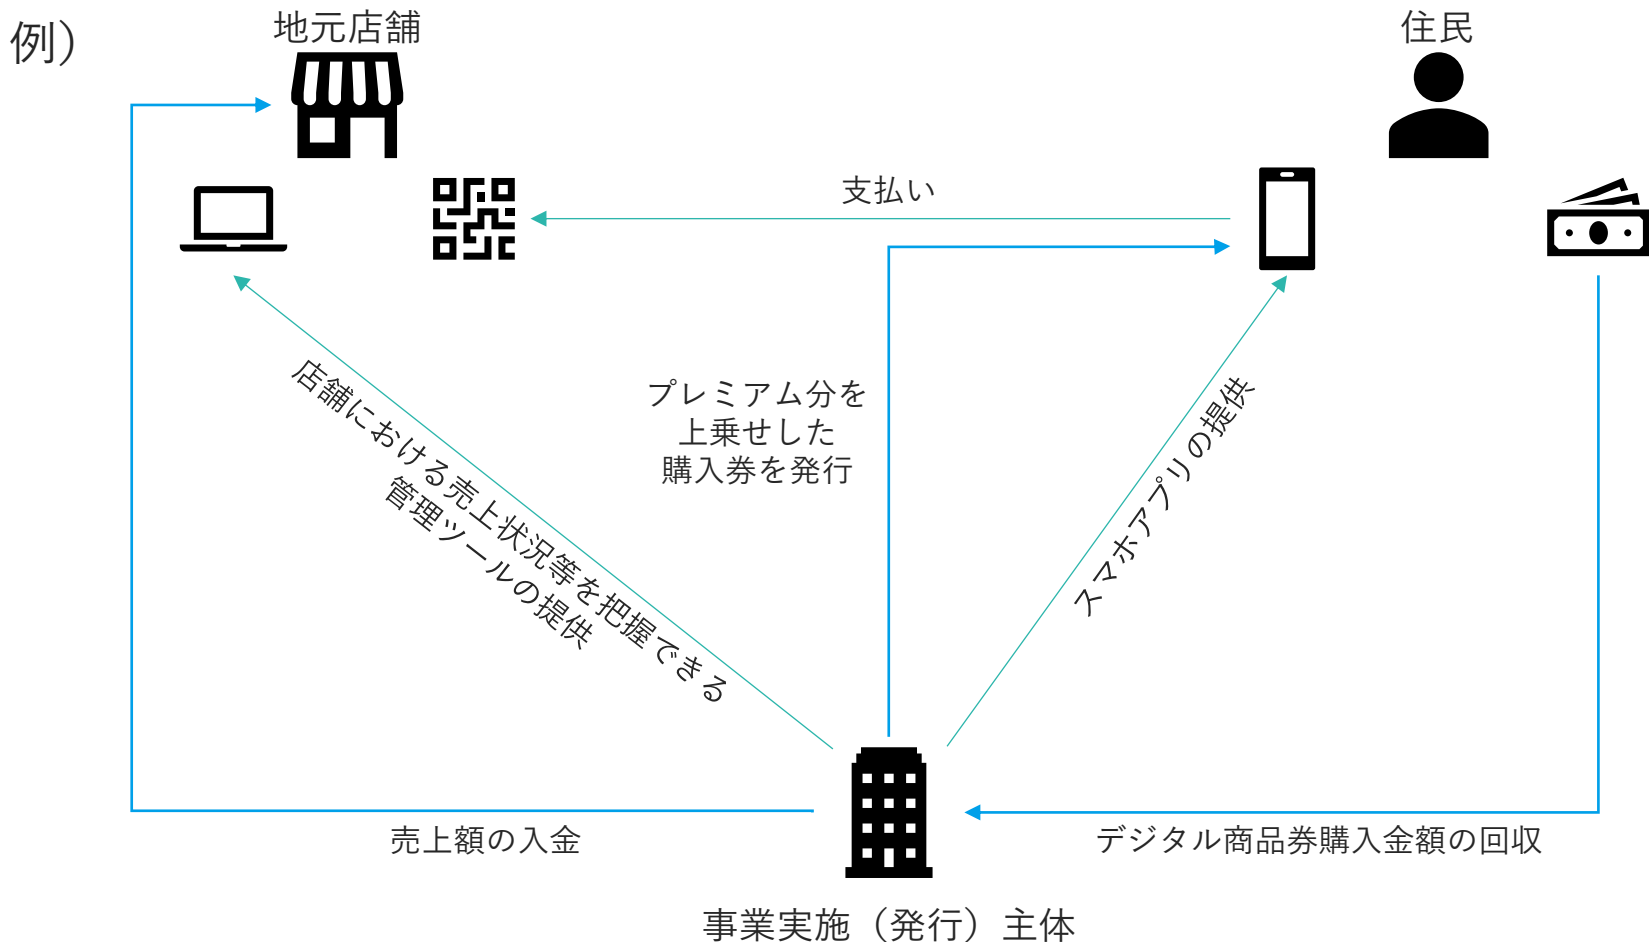 例）
地元店舗
住民
支払い
プレミアム分を
上乗せした
購入券を発行
店舗における売上状況等を把握できる
管理ツールの提供
スマホアプリの提供
売上額の入金
デジタル商品券購入金額の回収
事業実施（発行）主体